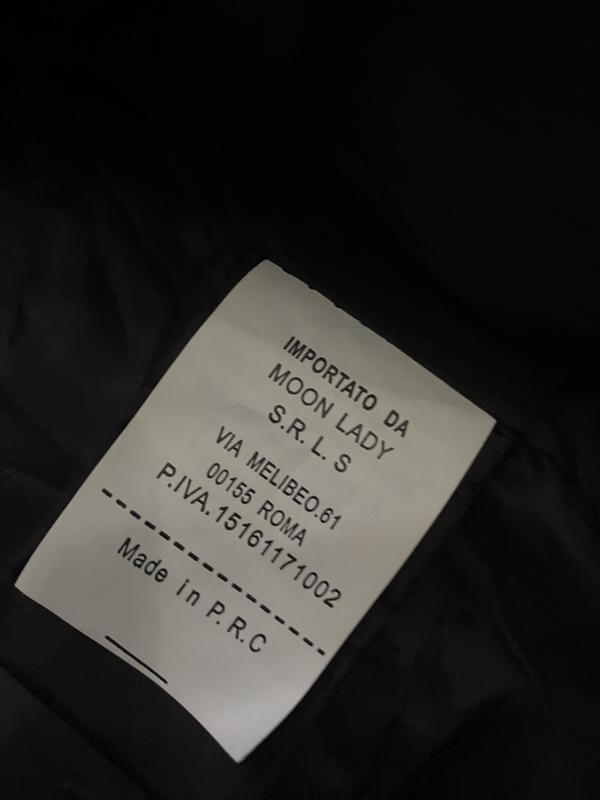 IMPORTATO DA
MOON LADY
S.R. L. S
VIA MELIBEO.61
00155 ROMA
P.IVA.15161171002
Made in P.R.C